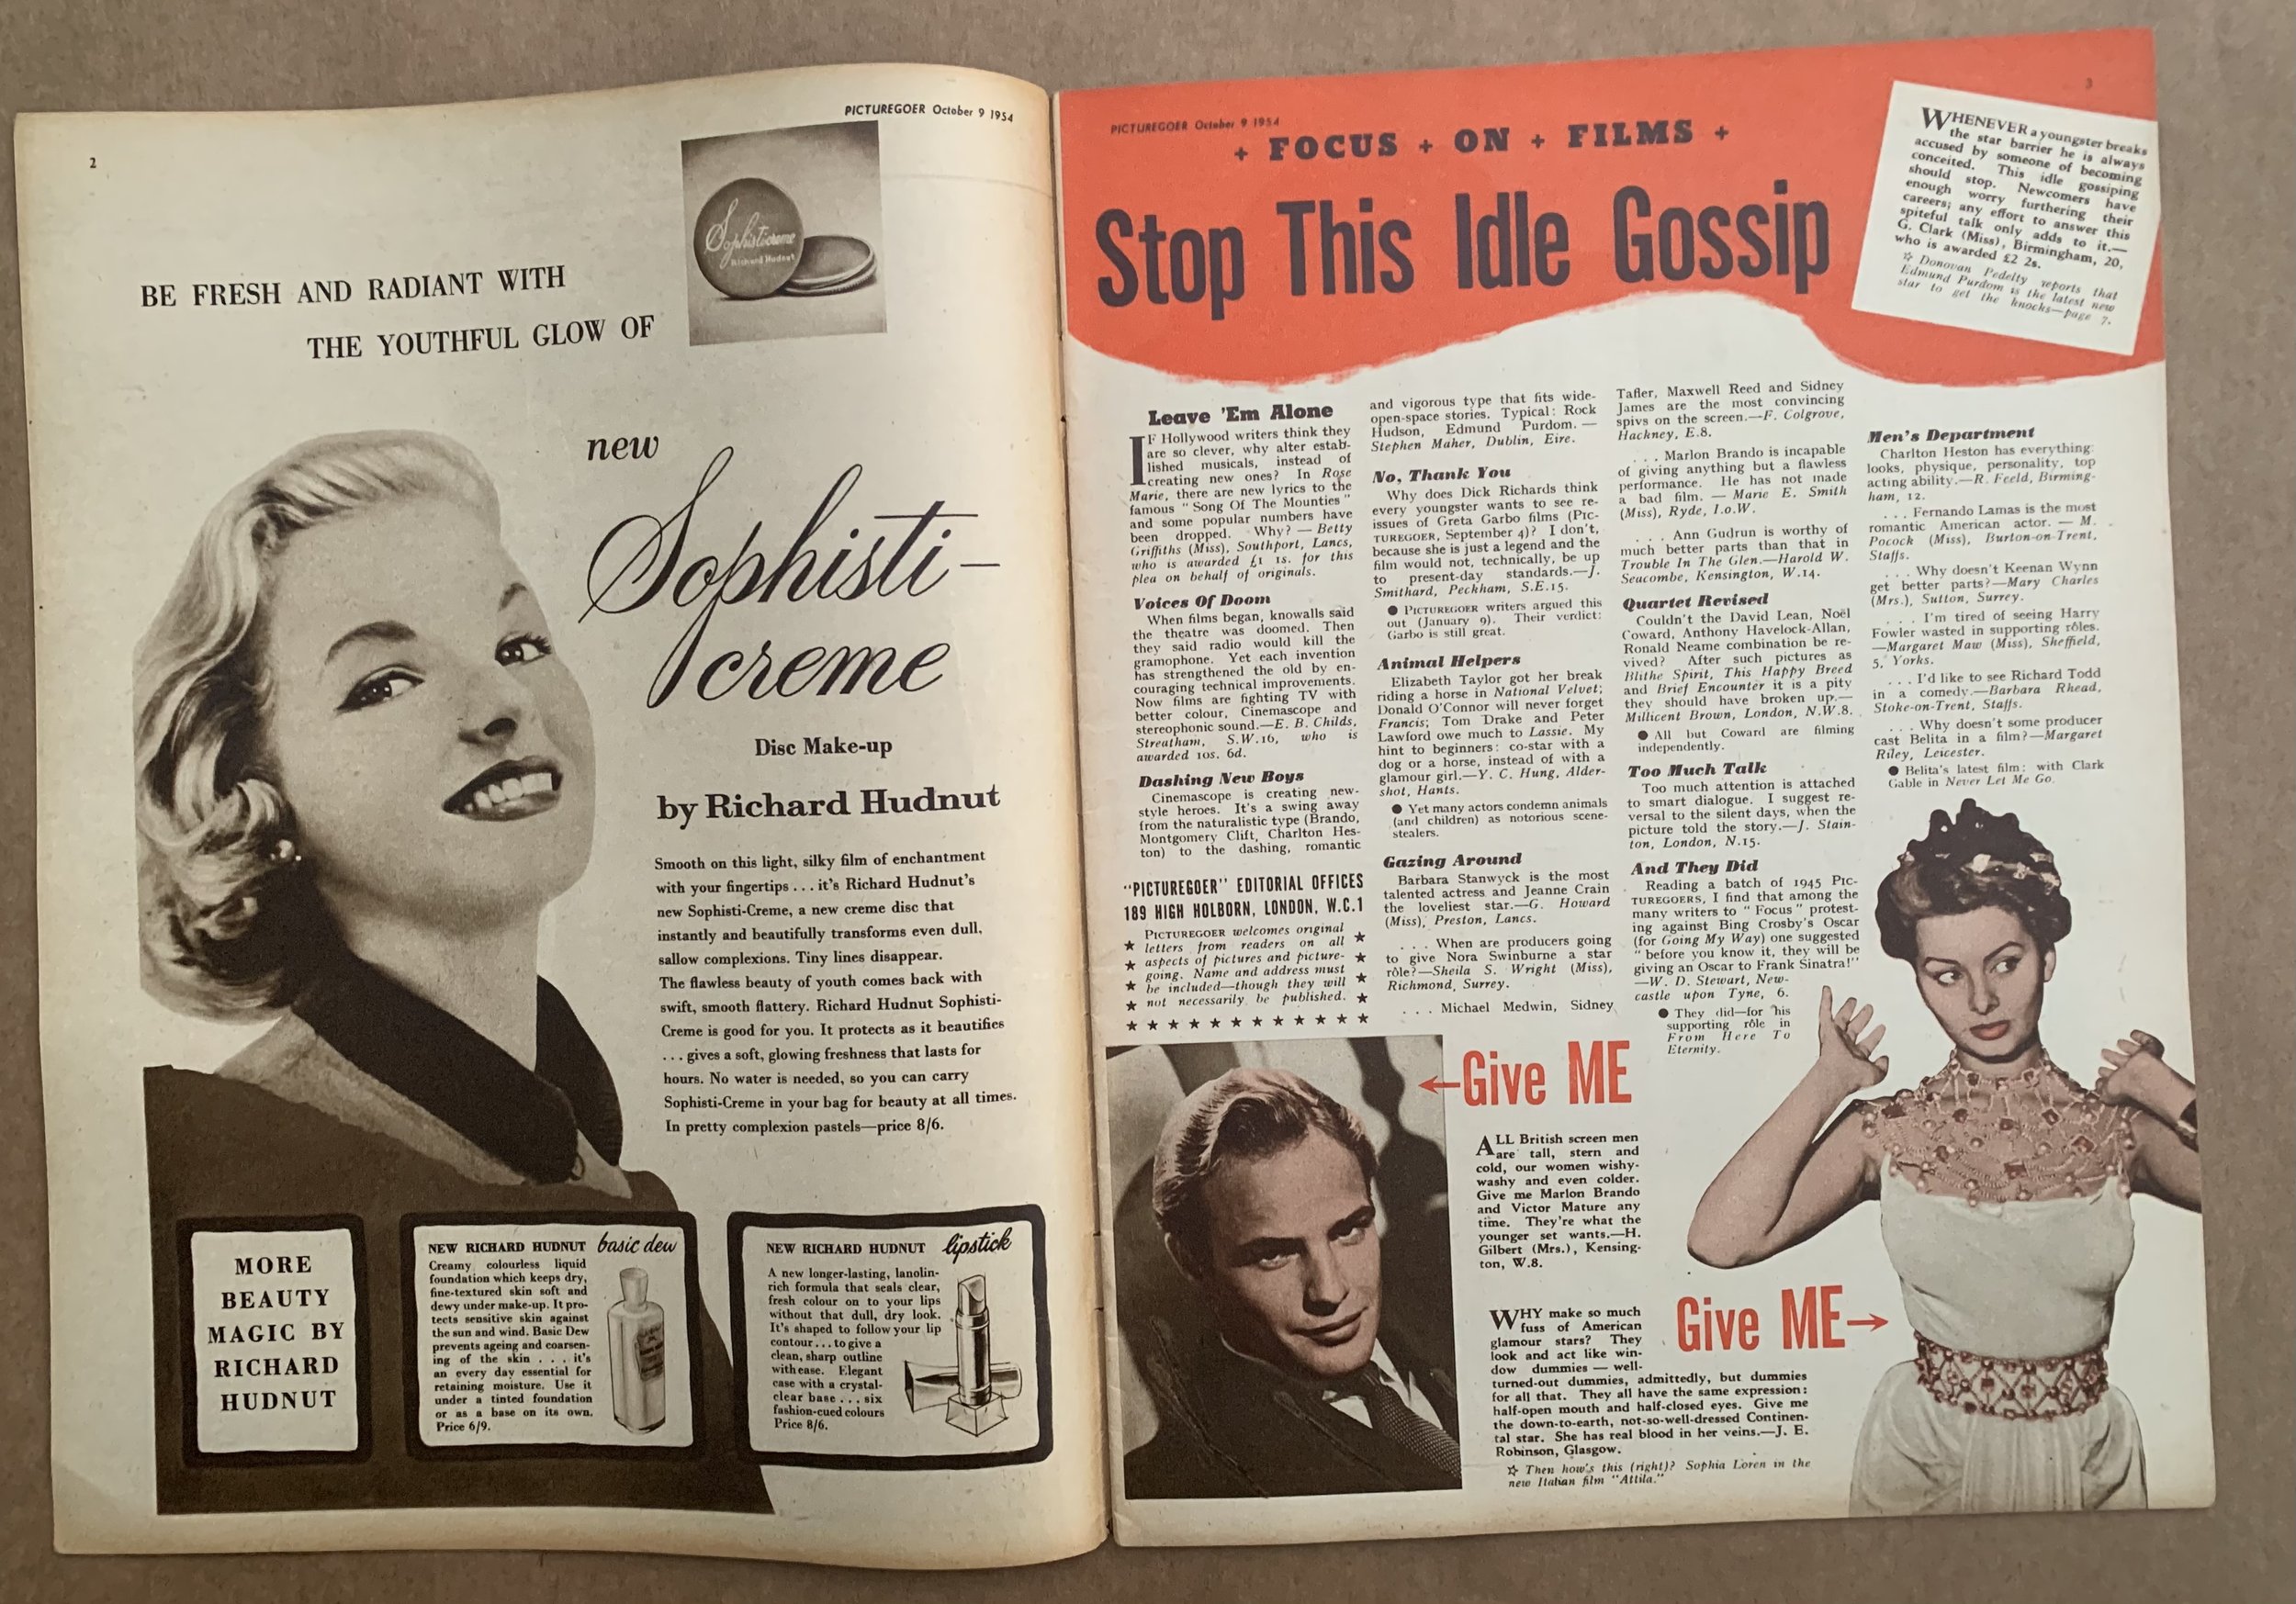 2
PICTUREGOER October 9 1954
Sophisticreme
Richard Hudnut
BE FRESH AND RADIANT WITH
THE YOUTHFUL GLOW OF
new
Sophisti-
creme
Disc Make-up
by Richard Hudnut
Smooth on this light, silky film of enchantment
with your fingertips . . . it's Richard Hudnut's
new Sophisti-Creme, a new creme disc that
instantly and beautifully transforms even dull,
sallow complexions. Tiny lines disappear.
The flawless beauty of youth comes back with
swift, smooth flattery. Richard Hudnut Sophisti-
Creme is good for you. It protects as it beautifies
. . . gives a soft, glowing freshness that lasts for
hours. No water is needed, so you can carry
Sophisti-Creme in your bag for beauty at all times.
In pretty complexion pastels—price 8/6.
MORE
BEAUTY
MAGIC BY
RICHARD
HUDNUT
NEW RICHARD HUDNUT basic dew
Creamy colourless liquid
foundation which keeps dry,
fine-textured skin soft and
dewy under make-up. It pro-
tects sensitive skin against
the sun and wind. Basic Dew
prevents ageing and coarsen-
ing of the skin . . . it's
an every day essential for
retaining moisture. Use it
under a tinted foundation
or as a base on its own.
Price 6/9.
NEW RICHARD HUDNUT lipstick
A new longer-lasting, lanolin-
rich formula that seals clear,
fresh colour on to your lips
without that dull, dry look.
It's shaped to follow your lip
contour . . . to give a
clean, sharp outline
with ease. Elegant
case with a crystal-
clear base . . . six
fashion-cued colours
Price 8/6.
PICTUREGOER October 9 1954
3
+ FOCUS + ON + FILMS +
Stop This Idle Gossip
WHENEVER a youngster breaks
the star barrier he is always
accused by someone of becoming
conceited. This idle gossiping
should stop. Newcomers have
enough worry furthering their
careers; any effort to answer this
spiteful talk only adds to it.—
G. Clark (Miss), Birmingham, 20,
who is awarded £2 2s.
☆ Donovan Pedelty reports that
Edmund Purdom is the latest new
star to get the knocks—page 7.
Leave 'Em Alone
IF Hollywood writers think they
are so clever, why alter estab-
lished musicals, instead of
creating new ones? In Rose
Marie, there are new lyrics to the
famous "Song Of The Mounties"
and some popular numbers have
been dropped. Why? — Betty
Griffiths (Miss), Southport, Lancs,
who is awarded £1 1s. for this
plea on behalf of originals.
Voices Of Doom
When films began, knowalls said
the theatre was doomed. Then
they said radio would kill the
gramophone. Yet each invention
has strengthened the old by en-
couraging technical improvements.
Now films are fighting TV with
better colour, Cinemascope and
stereophonic sound.—E. B. Childs,
Streatham, S.W.16, who is
awarded 10s. 6d.
Dashing New Boys
Cinemascope is creating new-
style heroes. It's a swing away
from the naturalistic type (Brando,
Montgomery Clift, Charlton Hes-
ton) to the dashing, romantic
"PICTUREGOER" EDITORIAL OFFICES
189 HIGH HOLBORN, LONDON, W.C.1
PICTUREGOER welcomes original
letters from readers on all
aspects of pictures and picture-
going. Name and address must
be included—though they will
not necessarily be published.
and vigorous type that fits wide-
open-space stories. Typical: Rock
Hudson, Edmund Purdom. —
Stephen Maher, Dublin, Eire.
No, Thank You
Why does Dick Richards think
every youngster wants to see re-
issues of Greta Garbo films (PIC-
TUREGOER, September 4)? I don't,
because she is just a legend and the
film would not, technically, be up
to present-day standards.—J.
Smithard, Peckham, S.E.15.
● PICTUREGOER writers argued this
out (January 9). Their verdict:
Garbo is still great.
Animal Helpers
Elizabeth Taylor got her break
riding a horse in National Velvet;
Donald O'Connor will never forget
Francis; Tom Drake and Peter
Lawford owe much to Lassie. My
hint to beginners: co-star with a
dog or a horse, instead of with a
glamour girl.—Y. C. Hung, Alder-
shot, Hants.
● Yet many actors condemn animals
(and children) as notorious scene-
stealers.
Gazing Around
Barbara Stanwyck is the most
talented actress and Jeanne Crain
the loveliest star.—G. Howard
(Miss), Preston, Lancs.
. . . When are producers going
to give Nora Swinburne a star
rôle?—Sheila S. Wright (Miss),
Richmond, Surrey.
. . . Michael Medwin, Sidney
Tafler, Maxwell Reed and Sidney
James are the most convincing
spivs on the screen.—F. Colgrove,
Hackney, E.8.
. . . Marlon Brando is incapable
of giving anything but a flawless
performance. He has not made
a bad film. — Marie E. Smith
(Miss), Ryde, I.o.W.
. . . Ann Gudrun is worthy of
much better parts than that in
Trouble In The Glen.—Harold W.
Seacombe, Kensington, W.14.
Quartet Revised
Couldn't the David Lean, Noël
Coward, Anthony Havelock-Allan,
Ronald Neame combination be re-
vived? After such pictures as
Blithe Spirit, This Happy Breed
and Brief Encounter it is a pity
they should have broken up.—
Millicent Brown, London, N.W.8.
● All but Coward are filming
independently.
Too Much Talk
Too much attention is attached
to smart dialogue. I suggest re-
versal to the silent days, when the
picture told the story.—J. Stain-
ton, London, N.15.
And They Did
Reading a batch of 1945 PIC-
TUREGOERS, I find that among the
many writers to "Focus" protest-
ing against Bing Crosby's Oscar
(for Going My Way) one suggested
"before you know it, they will be
giving an Oscar to Frank Sinatra!"
—W. D. Stewart, New-
castle upon Tyne, 6.
● They did—for his
supporting rôle in
From Here To
Eternity.
Men's Department
Charlton Heston has everything:
looks, physique, personality, top
acting ability.—R. Feeld, Birming-
ham, 12.
. . . Fernando Lamas is the most
romantic American actor. — M.
Pocock (Miss), Burton-on-Trent,
Staffs.
. . . Why doesn't Keenan Wynn
get better parts?—Mary Charles
(Mrs.), Sutton, Surrey.
. . . I'm tired of seeing Harry
Fowler wasted in supporting rôles.
—Margaret Maw (Miss), Sheffield,
5, Yorks.
. . . I'd like to see Richard Todd
in a comedy.—Barbara Rhead,
Stoke-on-Trent, Staffs.
. . . Why doesn't some producer
cast Belita in a film?—Margaret
Riley, Leicester.
● Belita's latest film: with Clark
Gable in Never Let Me Go.
←Give ME
ALL British screen men
are tall, stern and
cold, our women wishy-
washy and even colder.
Give me Marlon Brando
and Victor Mature any
time. They're what the
younger set wants.—H.
Gilbert (Mrs.), Kensing-
ton, W.8.
Give ME→
WHY make so much
fuss of American
glamour stars? They
look and act like win-
dow dummies — well-
turned-out dummies, admittedly, but dummies
for all that. They all have the same expression:
half-open mouth and half-closed eyes. Give me
the down-to-earth, not-so-well-dressed Continen-
tal star. She has real blood in her veins.—J. E.
Robinson, Glasgow.
☆ Then how's this (right)? Sophia Loren in the
new Italian film "Attila."